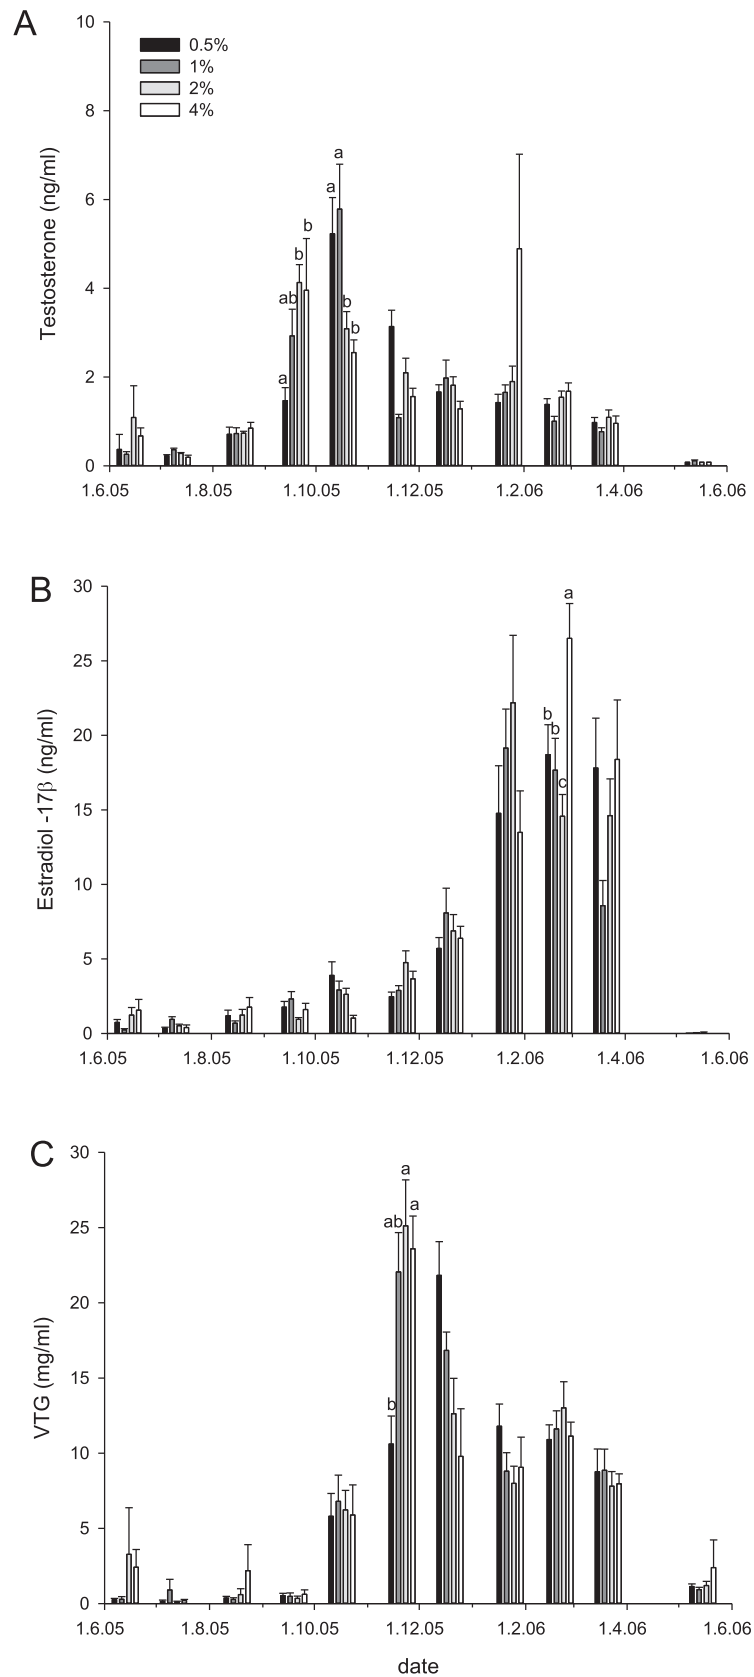 A
10
8
6
4
2
0
Testosterone (ng/ml)
0.5%
1%
2%
4%
a
ab
b
b
a
a
b
b
1.6.05 1.8.05 1.10.05 1.12.05 1.2.06 1.4.06 1.6.06
B
30
25
20
15
10
5
0
Estradiol -17β (ng/ml)
b
b
c
a
1.6.05 1.8.05 1.10.05 1.12.05 1.2.06 1.4.06 1.6.06
C
30
25
20
15
10
5
0
VTG (mg/ml)
b
ab
a
a
1.6.05 1.8.05 1.10.05 1.12.05 1.2.06 1.4.06 1.6.06
date